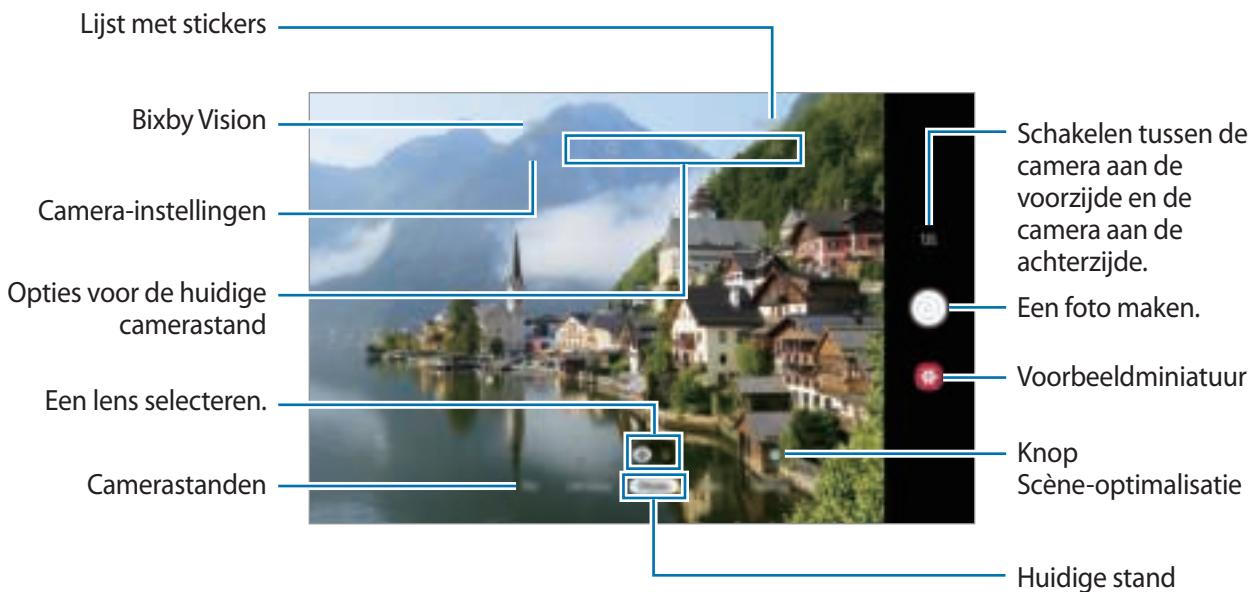 Lijst met stickers
Bixby Vision
Camera-instellingen
Opties voor de huidige
camerastand
Een lens selecteren.
Camerastanden
Schakelen tussen de
camera aan de
voorzijde en de
camera aan de
achterzijde.
Een foto maken.
Voorbeeldminiatuur
Knop
Scène-optimalisatie
Huidige stand